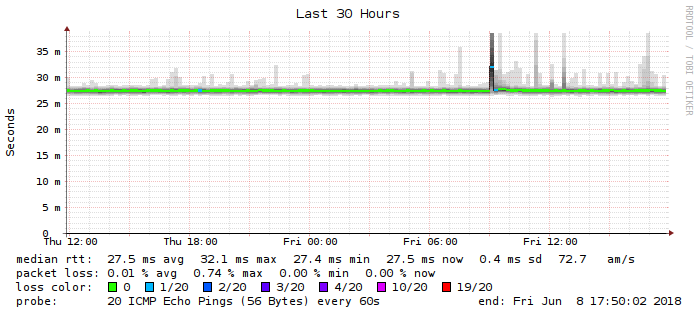 Last 30 Hours
RRDTOOL / TOBI OETIKER
Seconds
35 m
30 m
25 m
20 m
15 m
10 m
5 m
0
Thu 12:00 Thu 18:00 Fri 00:00 Fri 06:00 Fri 12:00
median rtt: 27.5 ms avg 32.1 ms max 27.4 ms min 27.5 ms now 0.4 ms sd 72.7 am/s
packet loss: 0.01 % avg 0.74 % max 0.00 % min 0.00 % now
loss color: 0 1/20 2/20 3/20 4/20 10/20 19/20
probe: 20 ICMP Echo Pings (56 Bytes) every 60s end: Fri Jun 8 17:50:02 2018